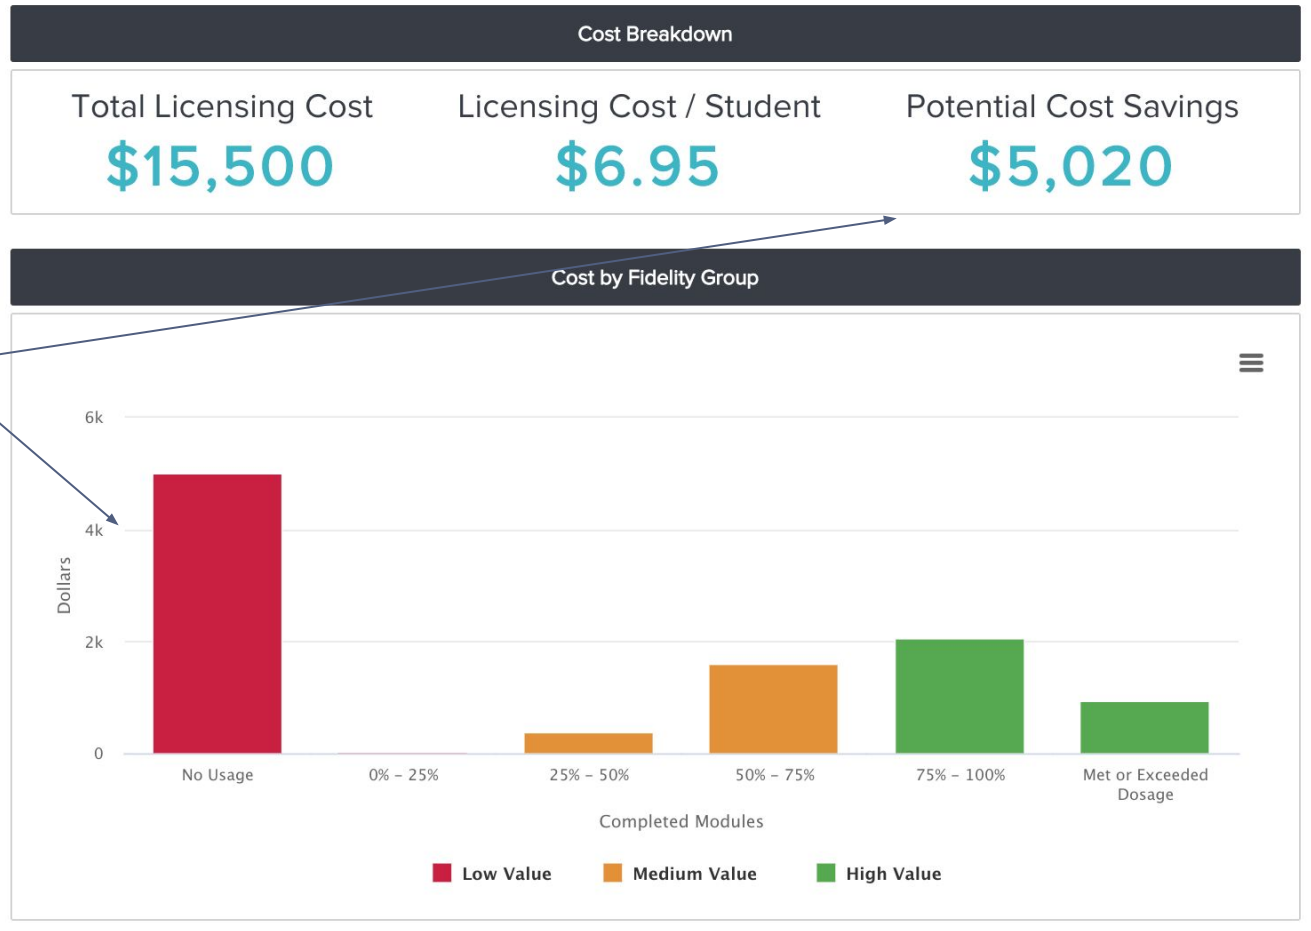 Cost Breakdown
Total Licensing Cost
Licensing Cost / Student
Potential Cost Savings
$15,500
$6.95
$5,020
Cost by Fidelity Group
6k
4k
2k
0
Dollars
No Usage
0% – 25%
25% – 50%
50% – 75%
75% – 100%
Met or Exceeded
Dosage
Completed Modules
Low Value
Medium Value
High Value